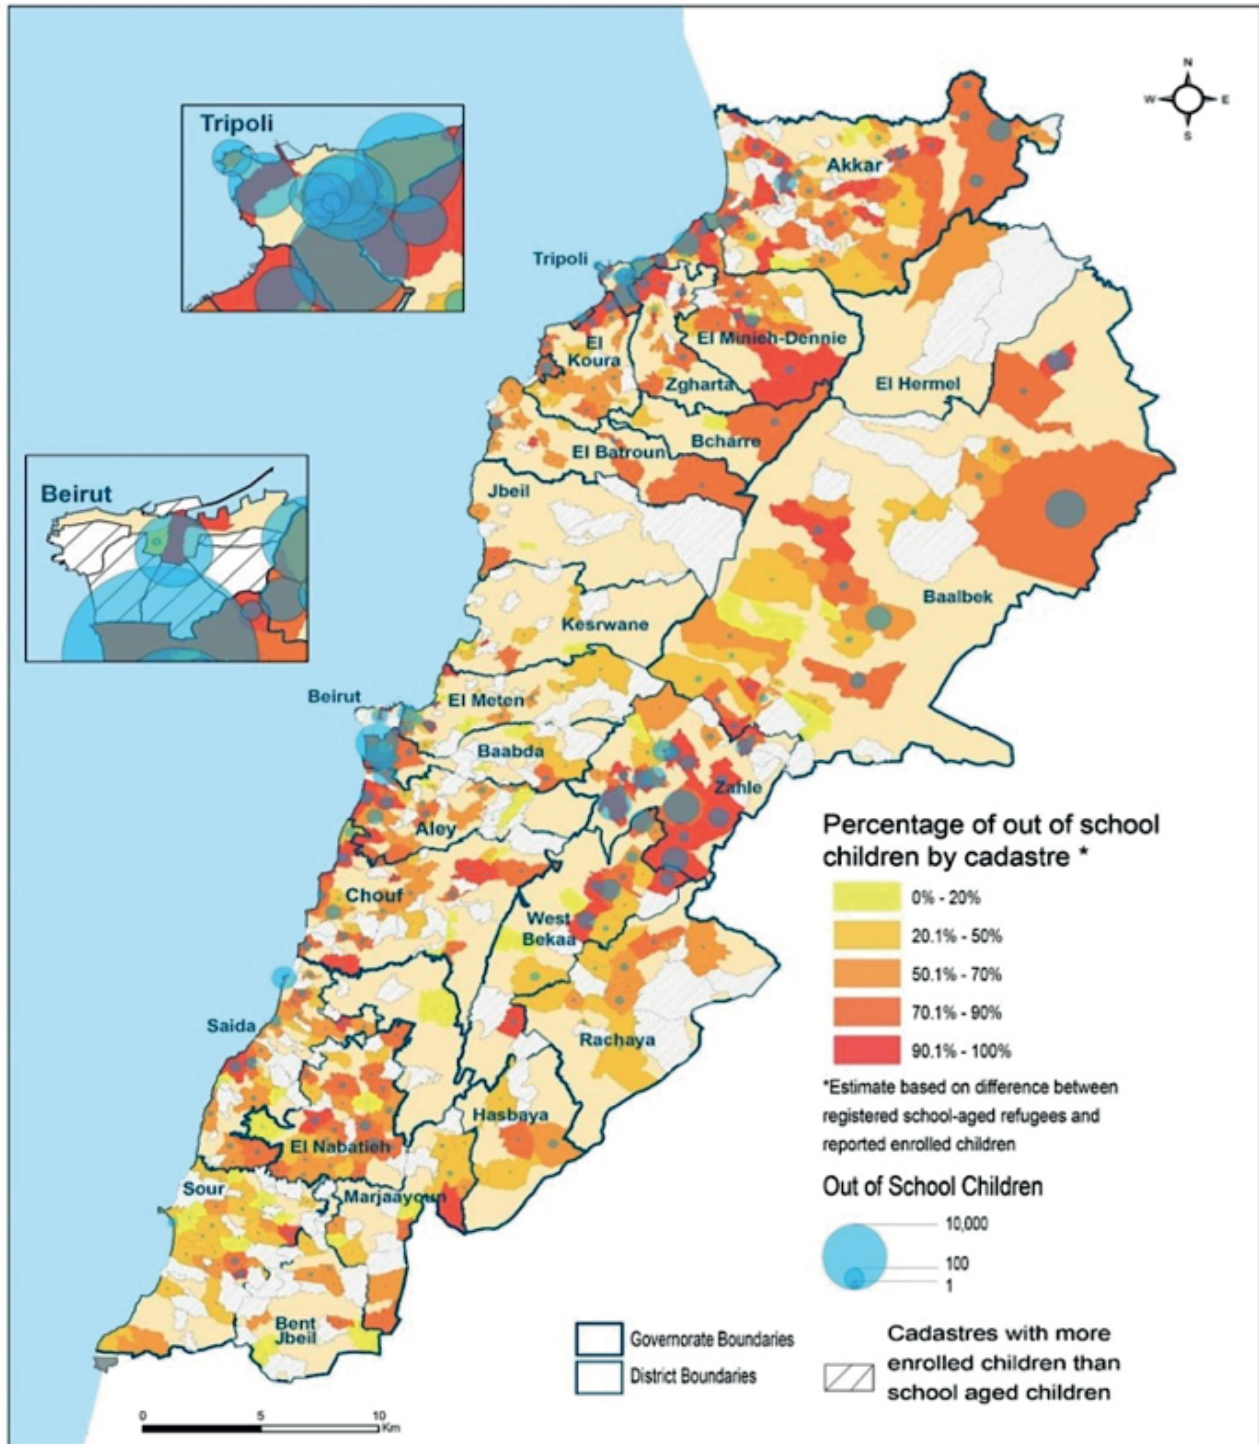 N
W E
S
Tripoli
Akkar
Tripoli
El Minieh-Dennie
El
Koura
Zgharta
El Hermel
Bcharre
El Batroun
Jbeil
Beirut
Baalbek
Kesrwane
Beirut
El Meten
Baabda
Zahle
Aley
Chouf
West
Bekaa
Saida
Rachaya
Hasbaya
El Nabatieh
Sour
Marjaayoun
Bent
Jbeil
Percentage of out of school
children by cadastre *
0% - 20%
20.1% - 50%
50.1% - 70%
70.1% - 90%
90.1% - 100%
*Estimate based on difference between
registered school-aged refugees and
reported enrolled children
Out of School Children
10,000
100
1
Governorate Boundaries
District Boundaries
Cadastres with more
enrolled children than
school aged children
0 5 10
Km